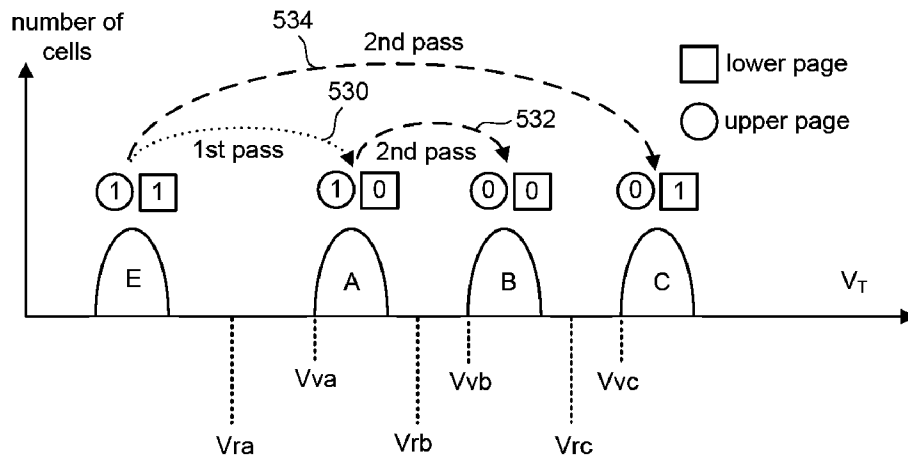 number of
cells
534
2nd pass
lower page
530
532
upper page
1st pass
2nd pass
1 1
1 0
0 0
0 1
E
A
B
C
VT
Vva
Vvb
Vvc
Vra
Vrb
Vrc